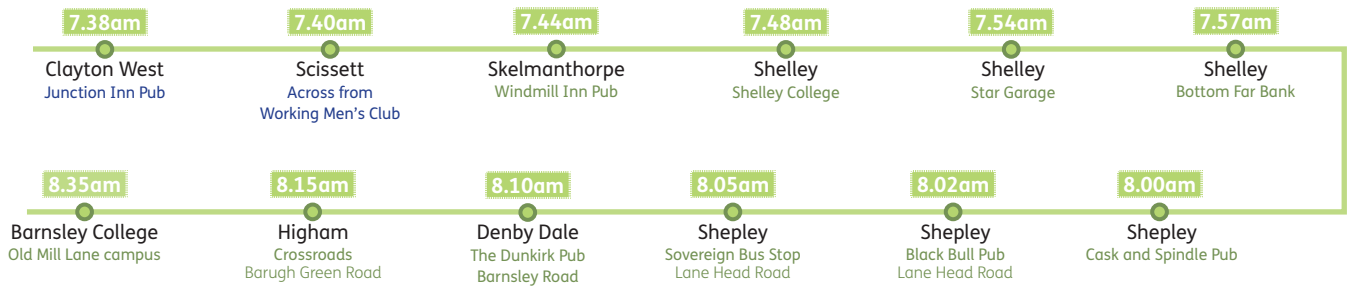 7.38am
Clayton West
Junction Inn Pub
7.40am
Scissett
Across from
Working Men's Club
7.44am
Skelmanthorpe
Windmill Inn Pub
7.48am
Shelley
Shelley College
7.54am
Shelley
Star Garage
7.57am
Shelley
Bottom Far Bank
8.35am
Barnsley College
Old Mill Lane campus
8.15am
Higham
Crossroads
Barugh Green Road
8.10am
Denby Dale
The Dunkirk Pub
Barnsley Road
8.05am
Shepley
Sovereign Bus Stop
Lane Head Road
8.02am
Shepley
Black Bull Pub
Lane Head Road
8.00am
Shepley
Cask and Spindle Pub